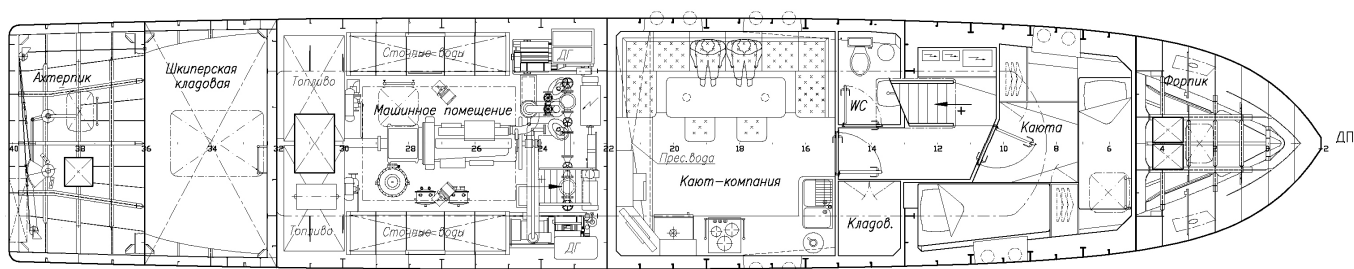 Ахтерпик
Шкиперская
кладовая
Топливо
Сточные воды
ДГ
Машинное помещение
Прес.вода
Кают-компания
WC
Каюта
Форпик
ДП
40 38 36 34 32 30 28 26 24 22 20 18 16 14 12 10 8 6 4 2 -2
Топливо
Сточные воды
ДГ
Кладов.